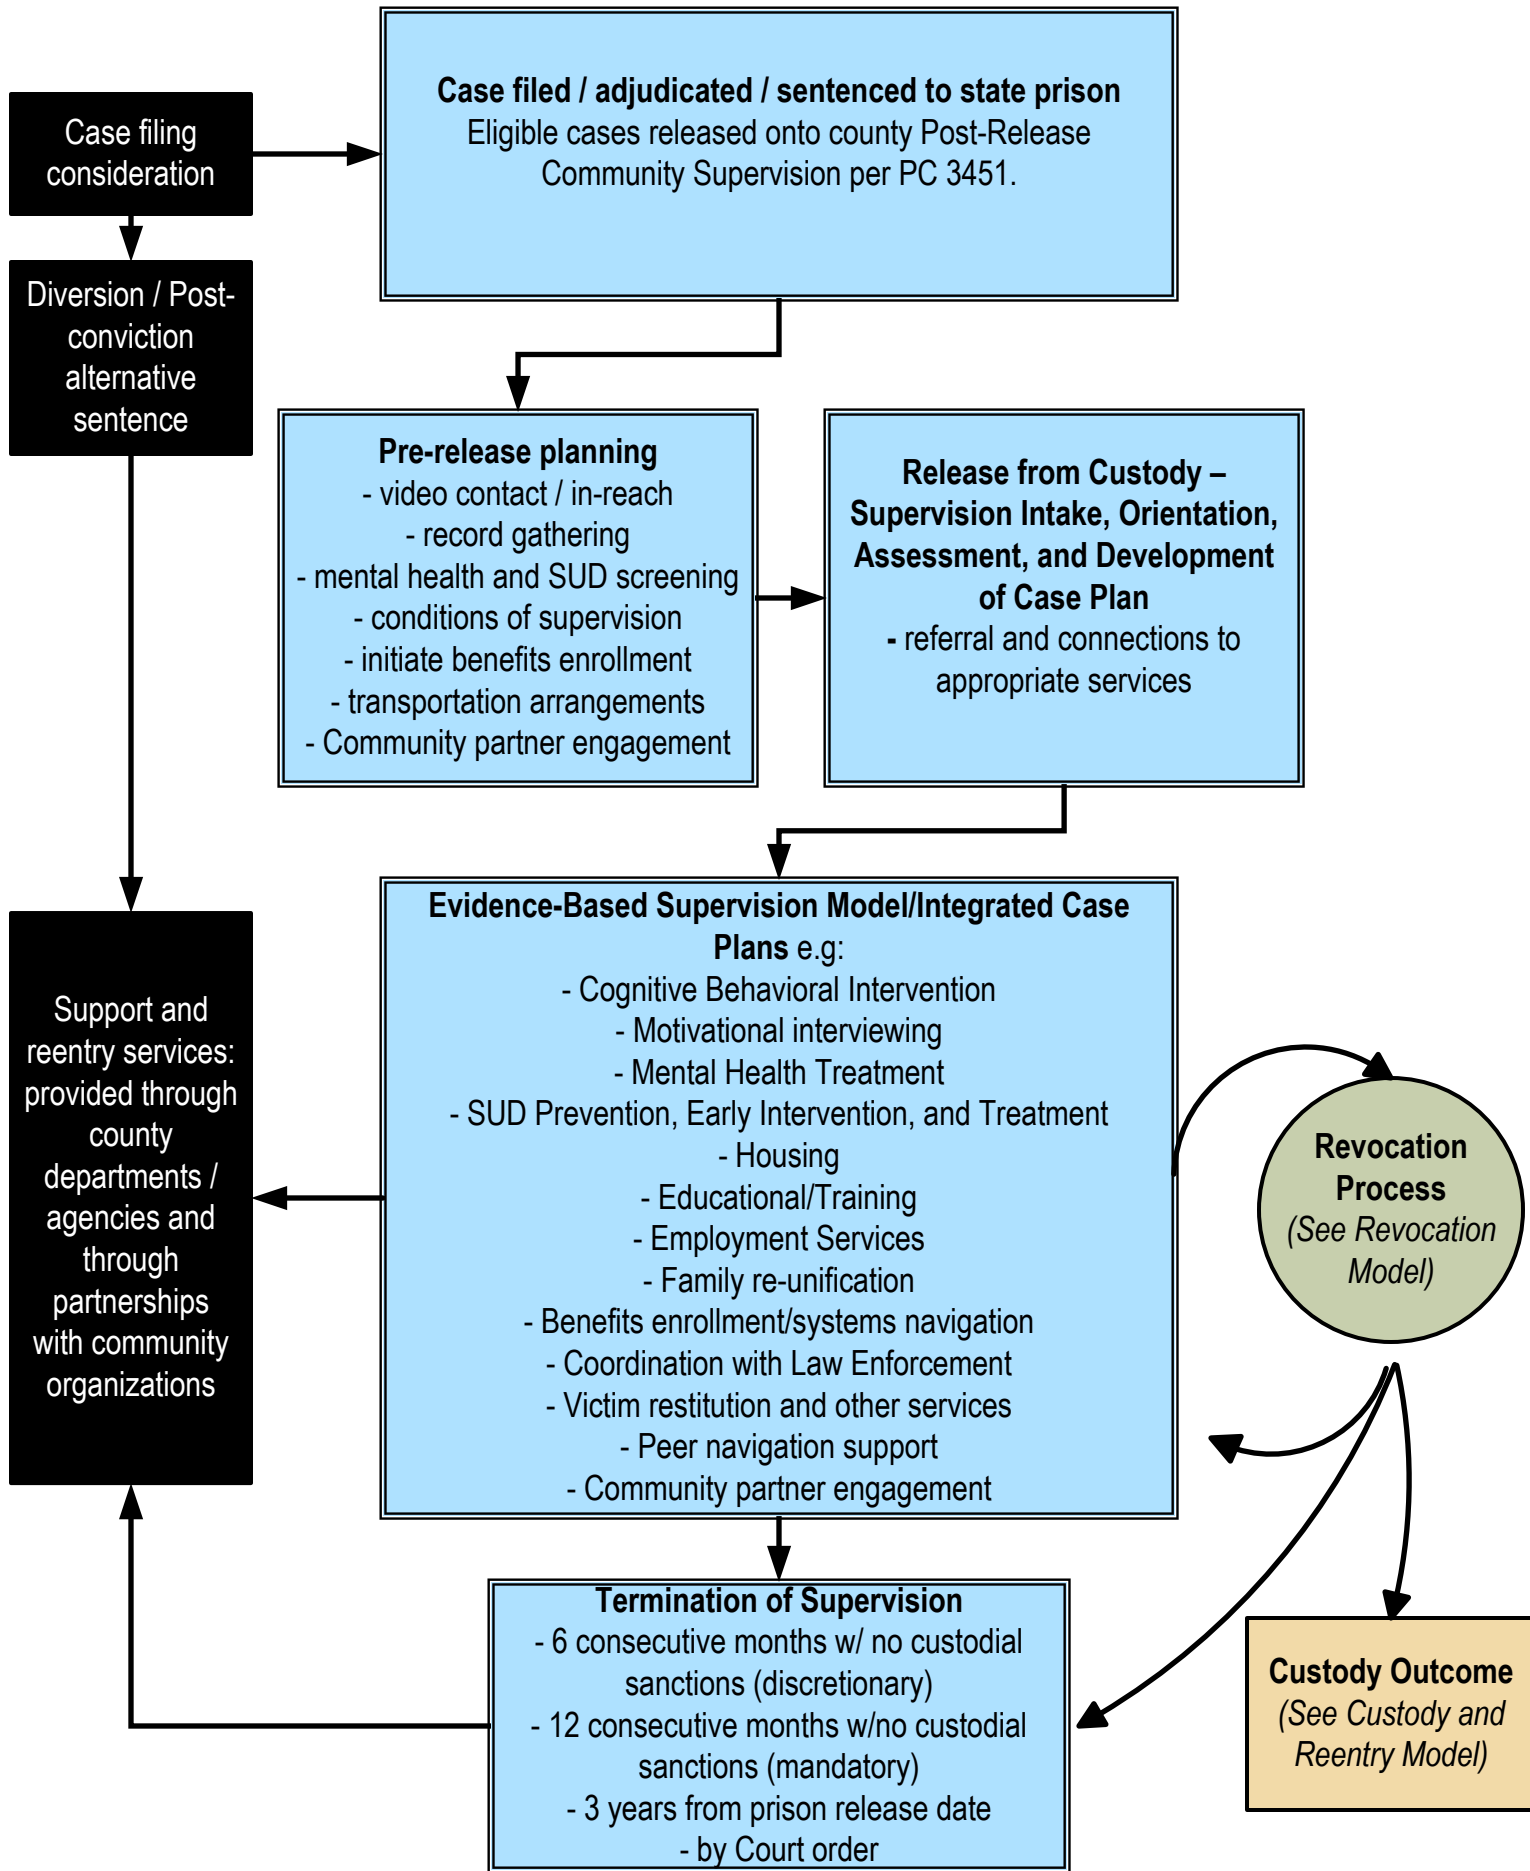 Case filing
consideration
Case filed / adjudicated / sentenced to state prison
Eligible cases released onto county Post-Release
Community Supervision per PC 3451.
Diversion / Post-
conviction
alternative
sentence
Pre-release planning
- video contact / in-reach
- record gathering
- mental health and SUD screening
- conditions of supervision
- initiate benefits enrollment
- transportation arrangements
- Community partner engagement
Release from Custody –
Supervision Intake, Orientation,
Assessment, and Development
of Case Plan
- referral and connections to
appropriate services
Support and
reentry services:
provided through
county
departments /
agencies and
through
partnerships
with community
organizations
Evidence-Based Supervision Model/Integrated Case
Plans e.g:
- Cognitive Behavioral Intervention
- Motivational interviewing
- Mental Health Treatment
- SUD Prevention, Early Intervention, and Treatment
- Housing
- Educational/Training
- Employment Services
- Family re-unification
- Benefits enrollment/systems navigation
- Coordination with Law Enforcement
- Victim restitution and other services
- Peer navigation support
- Community partner engagement
Revocation
Process
(See Revocation
Model)
Termination of Supervision
- 6 consecutive months w/ no custodial
sanctions (discretionary)
- 12 consecutive months w/no custodial
sanctions (mandatory)
- 3 years from prison release date
- by Court order
Custody Outcome
(See Custody and
Reentry Model)